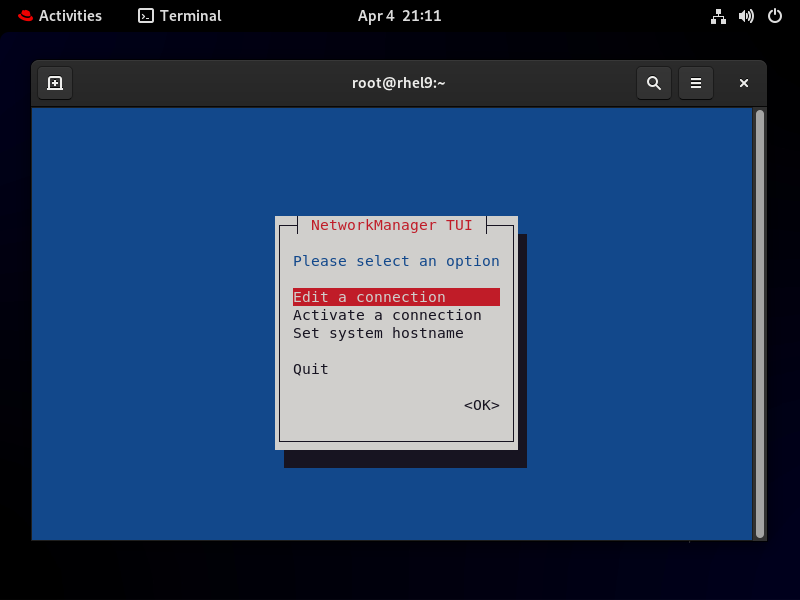 Activities Terminal Apr 4 21:11
root@rhel9:~
NetworkManager TUI
Please select an option
Edit a connection
Activate a connection
Set system hostname
Quit
<OK>